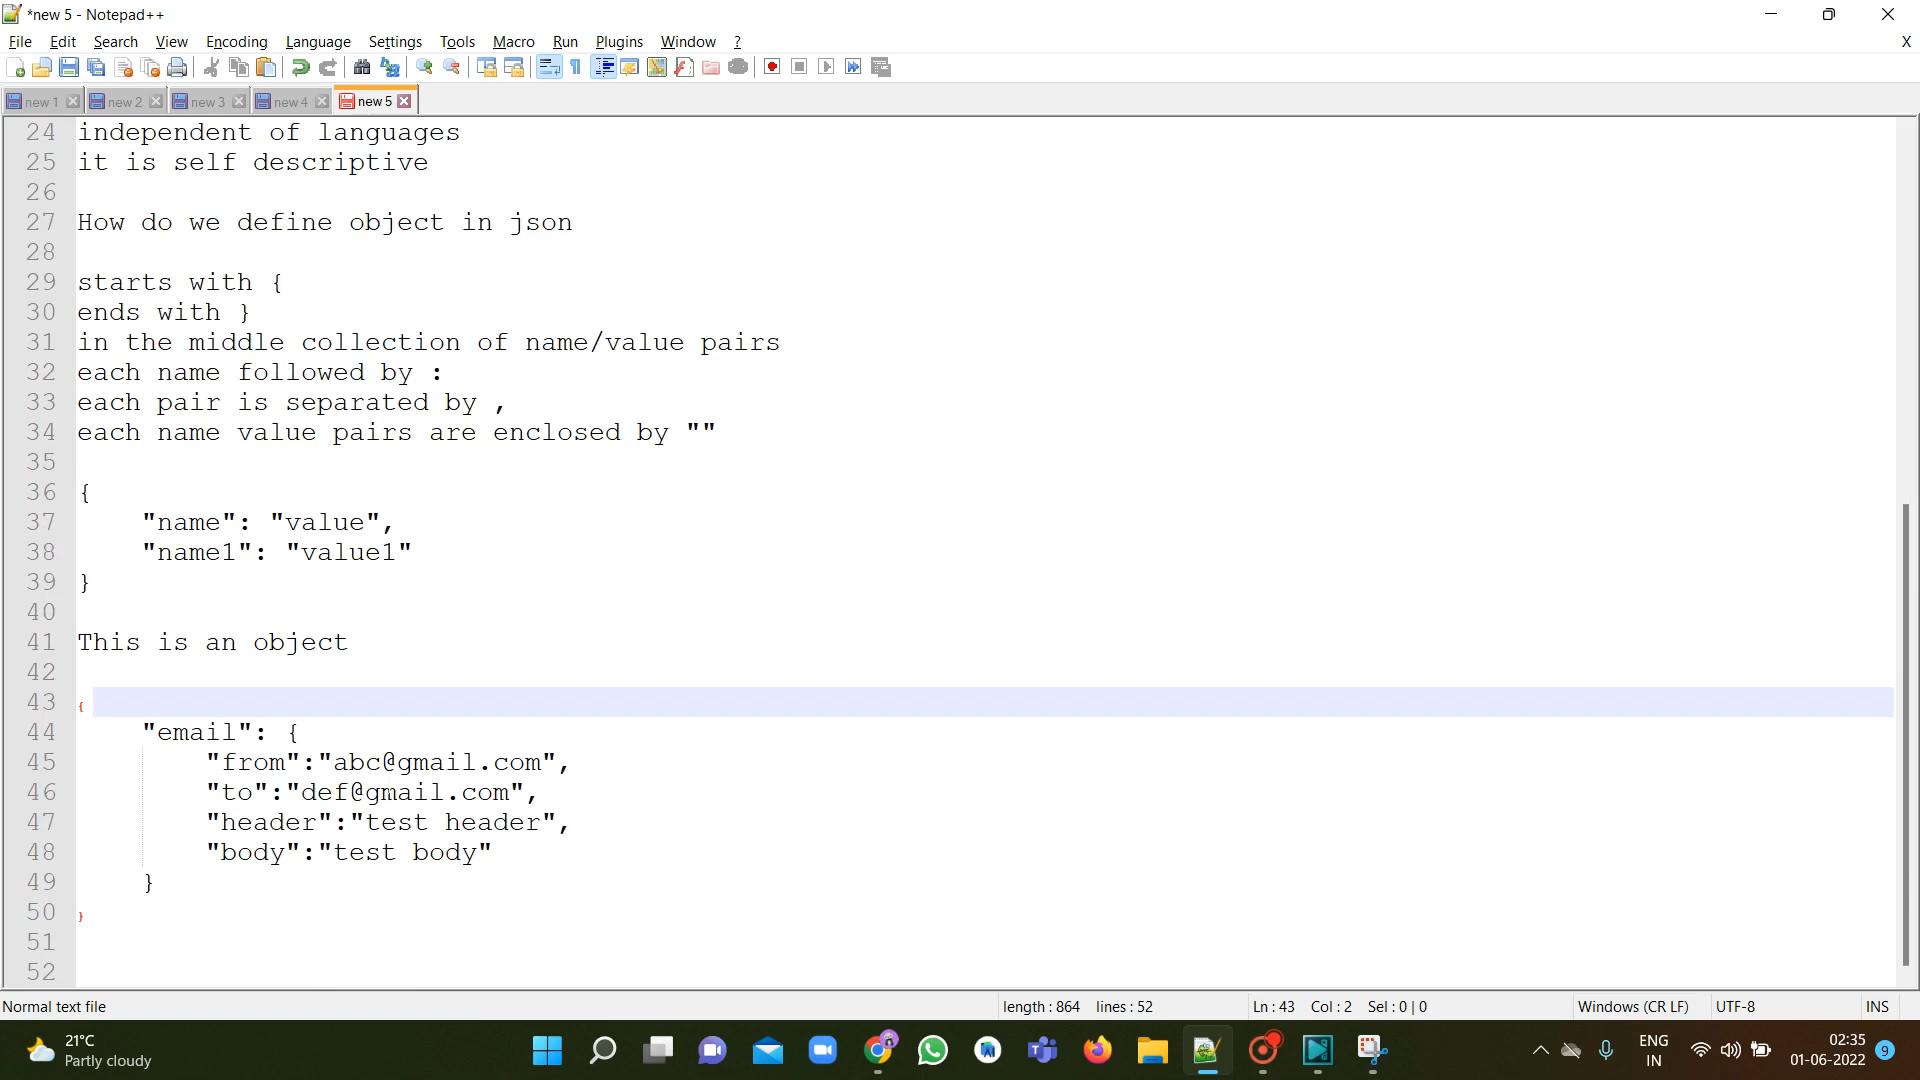 *new 5 - Notepad++
File Edit Search View Encoding Language Settings Tools Macro Run Plugins Window ?
X
new 1 new 2 new 3 new 4 new 5
24 independent of languages
25 it is self descriptive
26
27 How do we define object in json
28
29 starts with {
30 ends with }
31 in the middle collection of name/value pairs
32 each name followed by :
33 each pair is separated by ,
34 each name value pairs are enclosed by ""
35
36 {
37 "name": "value",
38 "name1": "value1"
39 }
40
41 This is an object
42
43 {
44 "email": {
45 "from":"abc@gmail.com",
46 "to":"def@gmail.com",
47 "header":"test header",
48 "body":"test body"
49 }
50 }
51
52
Normal text file length : 864 lines : 52 Ln : 43 Col : 2 Sel : 0 | 0 Windows (CR LF) UTF-8 INS
21°C
Partly cloudy
ENG
IN
02:35
01-06-2022
9